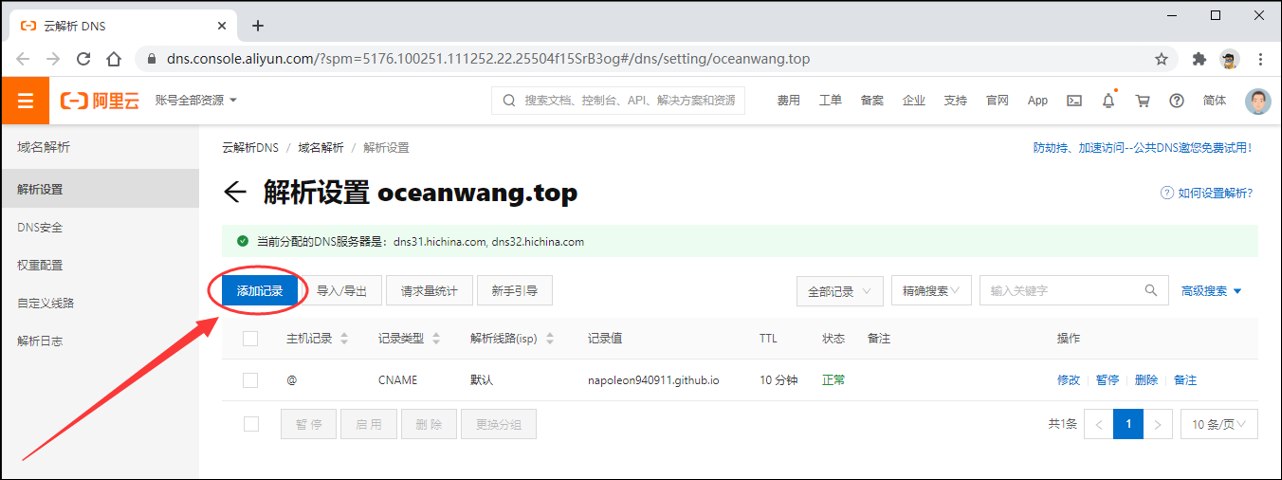 云解析 DNS
dns.console.aliyun.com/?spm=5176.100251.111252.22.25504f15SrB3og#/dns/setting/oceanwang.top
阿里云 账号全部资源 搜索文档、控制台、API、解决方案和资源 费用 工单 备案 企业 支持 官网 App 简体
域名解析
解析设置
DNS安全
权重配置
自定义线路
解析日志
云解析DNS / 域名解析 / 解析设置 防劫持、加速访问--公共DNS邀您免费试用!
解析设置 oceanwang.top 如何设置解析?
当前分配的DNS服务器是: dns31.hichina.com, dns32.hichina.com
添加记录 导入/导出 请求量统计 新手引导 全部记录 精确搜索 输入关键字 高级搜索
主机记录 记录类型 解析线路(isp) 记录值 TTL 状态 备注 操作
@ CNAME 默认 napoleon940911.github.io 10 分钟 正常 修改 暂停 删除 备注
暂停 启用 删除 更换分组 共1条 1 10 条/页